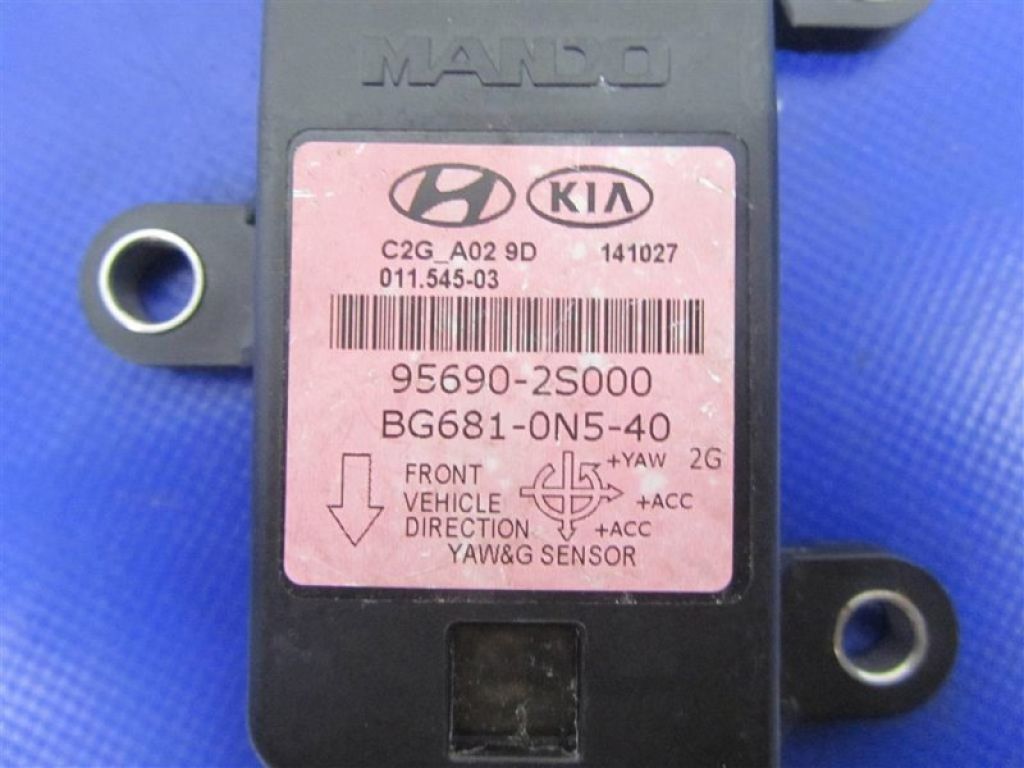 MANDO
KIA
C2G_A02 9D 141027
011.545-03
95690-2S000
BG681-0N5-40
+YAW 2G
FRONT
VEHICLE +ACC
DIRECTION +ACC
YAW&G SENSOR